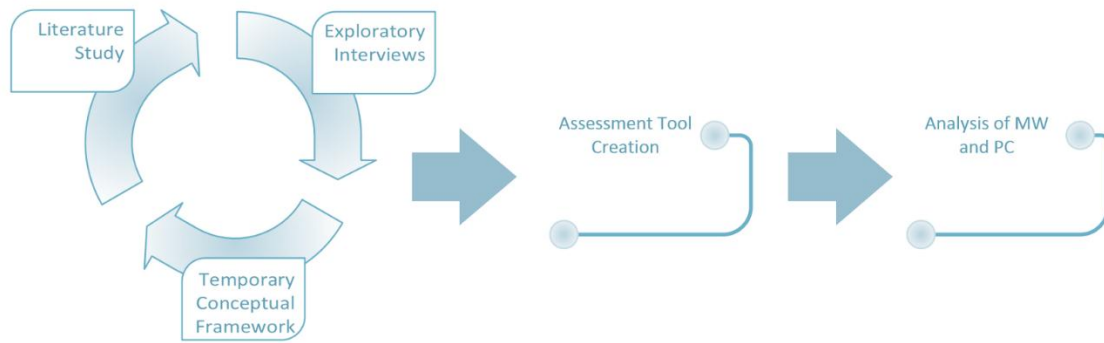 Literature
Study
Exploratory
Interviews
Temporary
Conceptual
Framework
Assessment Tool
Creation
Analysis of MW
and PC